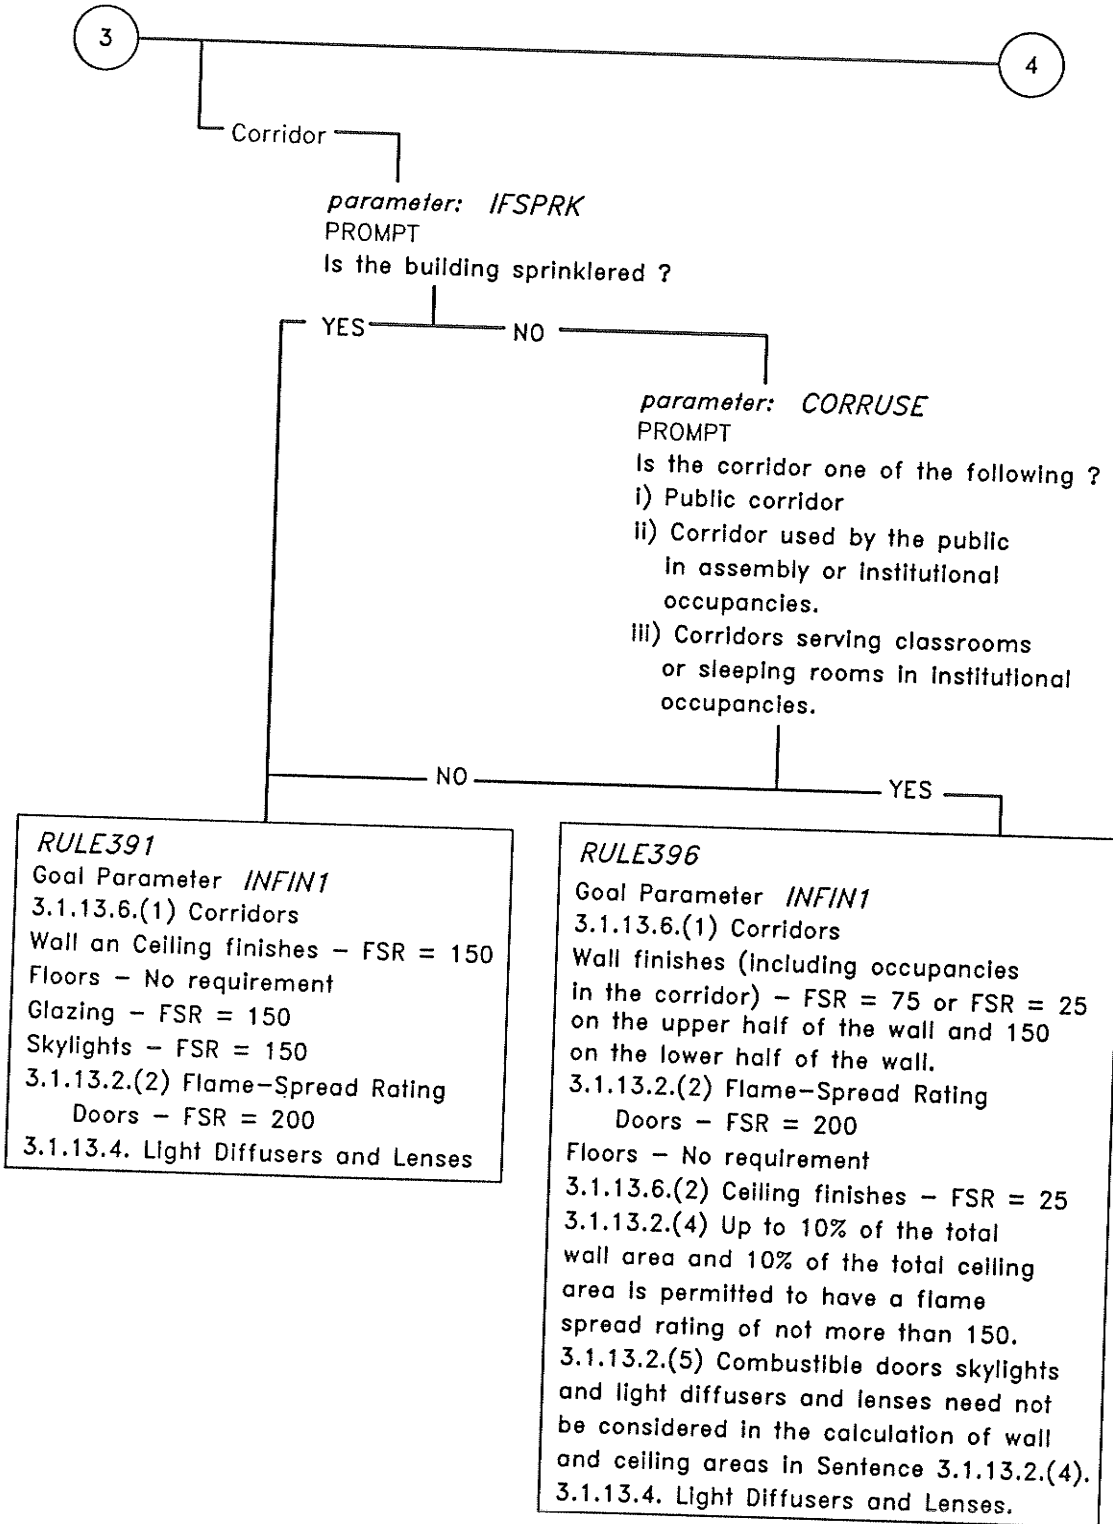 3
4
Corridor
parameter: IFSPRK
PROMPT
Is the building sprinklered ?
YES
NO
parameter: CORRUSE
PROMPT
Is the corridor one of the following ?
i) Public corridor
ii) Corridor used by the public
in assembly or institutional
occupancies.
iii) Corridors serving classrooms
or sleeping rooms in institutional
occupancies.
NO
YES
RULE391
Goal Parameter INFIN1
3.1.13.6.(1) Corridors
Wall an Ceiling finishes – FSR = 150
Floors – No requirement
Glazing – FSR = 150
Skylights – FSR = 150
3.1.13.2.(2) Flame-Spread Rating
Doors – FSR = 200
3.1.13.4. Light Diffusers and Lenses
RULE396
Goal Parameter INFIN1
3.1.13.6.(1) Corridors
Wall finishes (including occupancies
in the corridor) – FSR = 75 or FSR = 25
on the upper half of the wall and 150
on the lower half of the wall.
3.1.13.2.(2) Flame-Spread Rating
Doors – FSR = 200
Floors – No requirement
3.1.13.6.(2) Ceiling finishes – FSR = 25
3.1.13.2.(4) Up to 10% of the total
wall area and 10% of the total ceiling
area is permitted to have a flame
spread rating of not more than 150.
3.1.13.2.(5) Combustible doors skylights
and light diffusers and lenses need not
be considered in the calculation of wall
and ceiling areas in Sentence 3.1.13.2.(4).
3.1.13.4. Light Diffusers and Lenses.